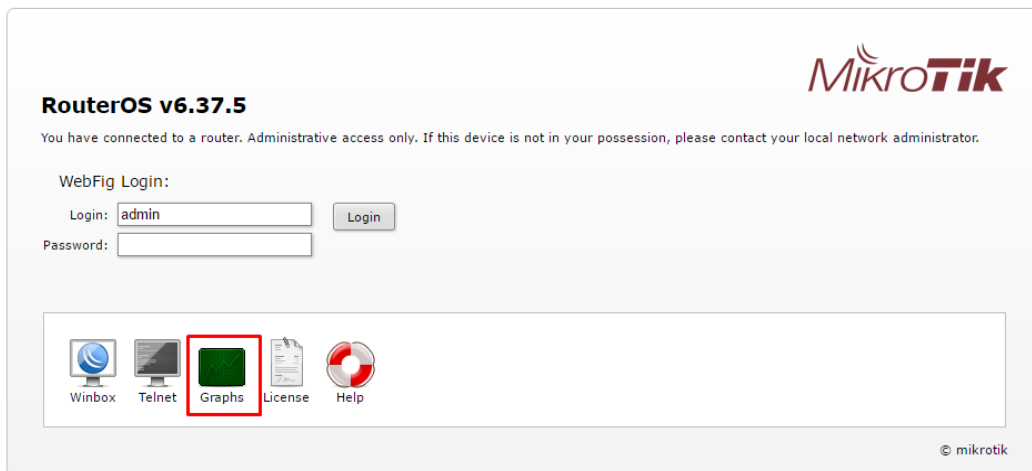 MikroTik
RouterOS v6.37.5
You have connected to a router. Administrative access only. If this device is not in your possession, please contact your local network administrator.
WebFig Login:
Login: admin Login
Password:
Winbox Telnet Graphs License Help
© mikrotik